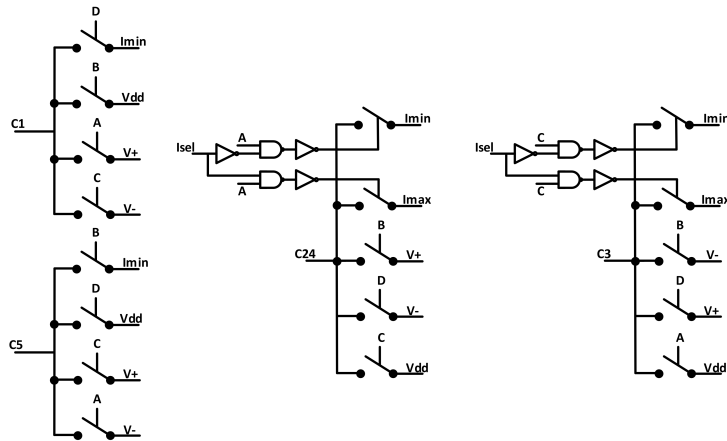 D
Imin
B
Vdd
C1
A
V+
C
V-
B
Imin
D
Vdd
C5
C
V+
A
V-
Isel
A
A
Imin
Imax
B
C24
V+
D
V-
C
Vdd
Isel
C
C
Imin
Imax
B
C3
V-
D
V+
A
Vdd